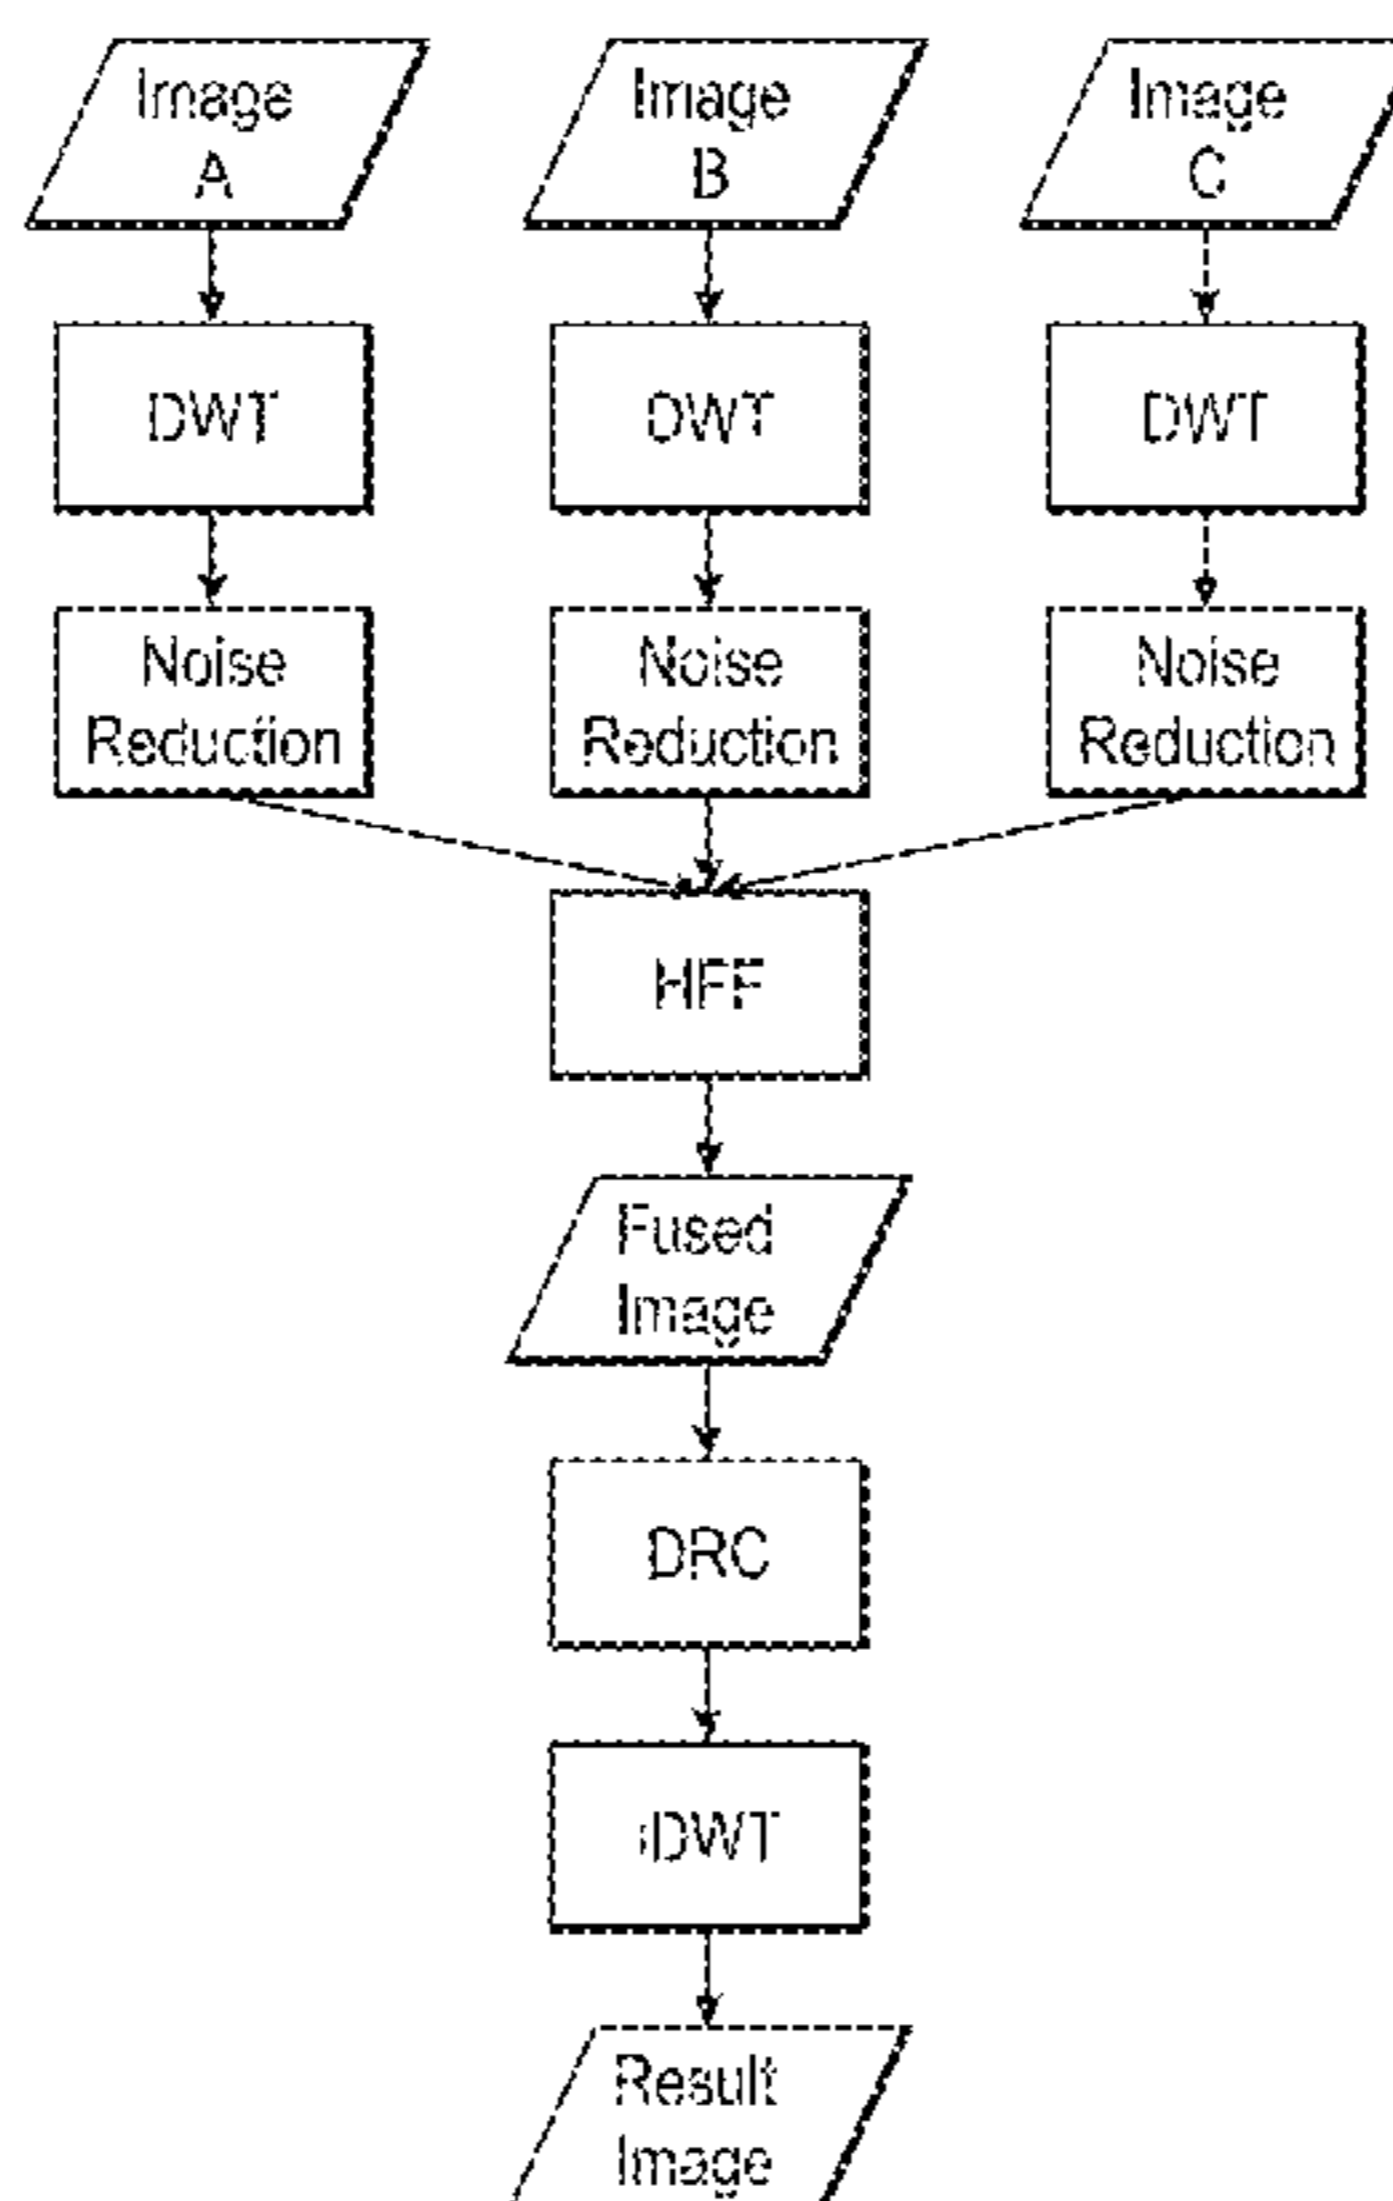 Image
A
Image
B
Image
C
DWT
DWT
DWT
Noise
Reduction
Noise
Reduction
Noise
Reduction
HFF
Fused
Image
DRC
iDWT
Result
Image